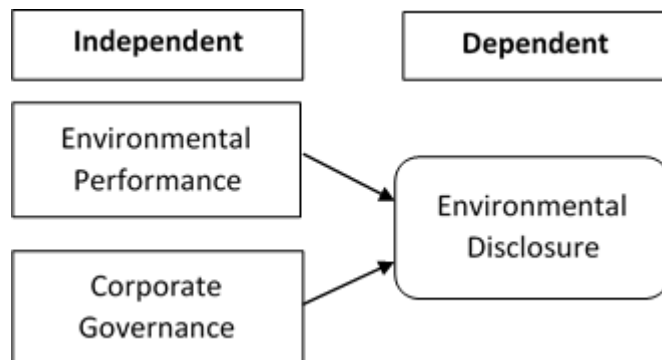 Independent
Dependent
Environmental
Performance
Environmental
Disclosure
Corporate
Governance